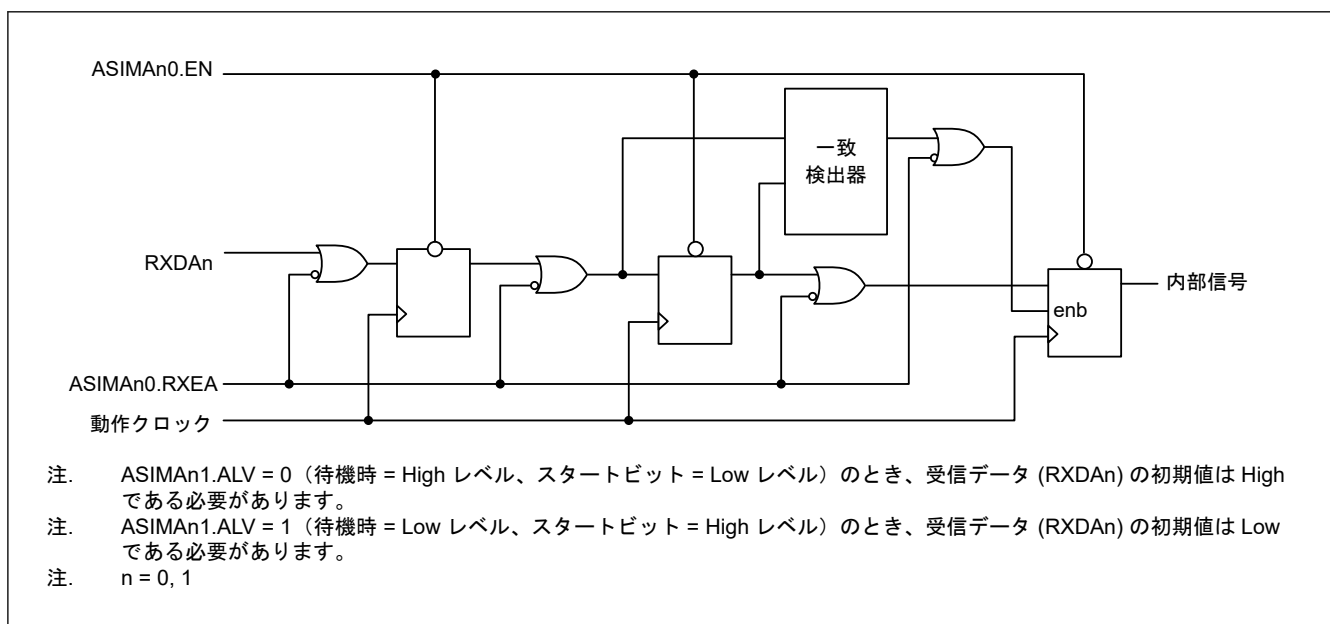 ASIMAn0.EN
一致
検出器
RXDAn
内部信号
enb
ASIMAn0.RXEA
動作クロック
注. ASIMAn1.ALV = 0（待機時 = High レベル、スタートビット = Low レベル）のとき、受信データ (RXDAn) の初期値は High
である必要があります。
注. ASIMAn1.ALV = 1（待機時 = Low レベル、スタートビット = High レベル）のとき、受信データ (RXDAn) の初期値は Low
である必要があります。
注. n = 0, 1